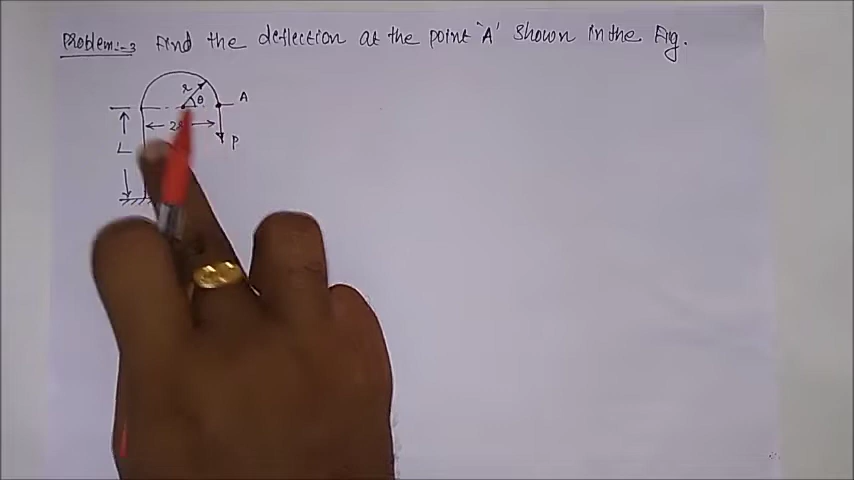 Problem:-3 Find the deflection at the point 'A' shown in the Fig.
r
θ
A
P
L